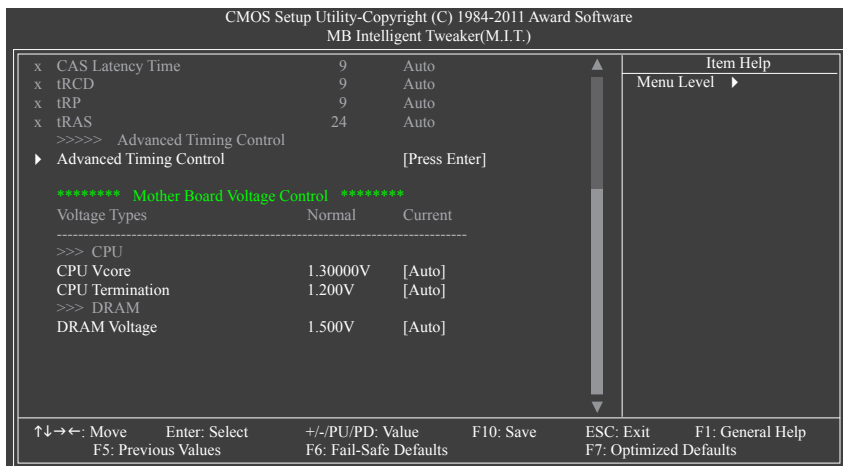 CMOS Setup Utility-Copyright (C) 1984-2011 Award Software
MB Intelligent Tweaker(M.I.T.)
x CAS Latency Time 9 Auto
x tRCD 9 Auto
x tRP 9 Auto
x tRAS 24 Auto
>>>>> Advanced Timing Control
Advanced Timing Control [Press Enter]
******** Mother Board Voltage Control ********
Voltage Types Normal Current
-----------------------------------------------------------------------------
>>> CPU
CPU Vcore 1.30000V [Auto]
CPU Termination 1.200V [Auto]
>>> DRAM
DRAM Voltage 1.500V [Auto]
Item Help
Menu Level
↑↓→←: Move Enter: Select +/-/PU/PD: Value F10: Save ESC: Exit F1: General Help
F5: Previous Values F6: Fail-Safe Defaults F7: Optimized Defaults